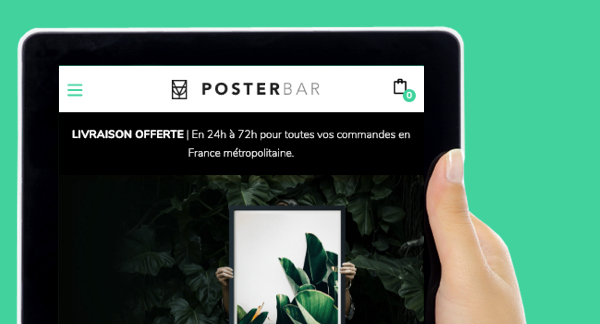 POSTERBAR
0
LIVRAISON OFFERTE | En 24h à 72h pour toutes vos commandes en
France métropolitaine.